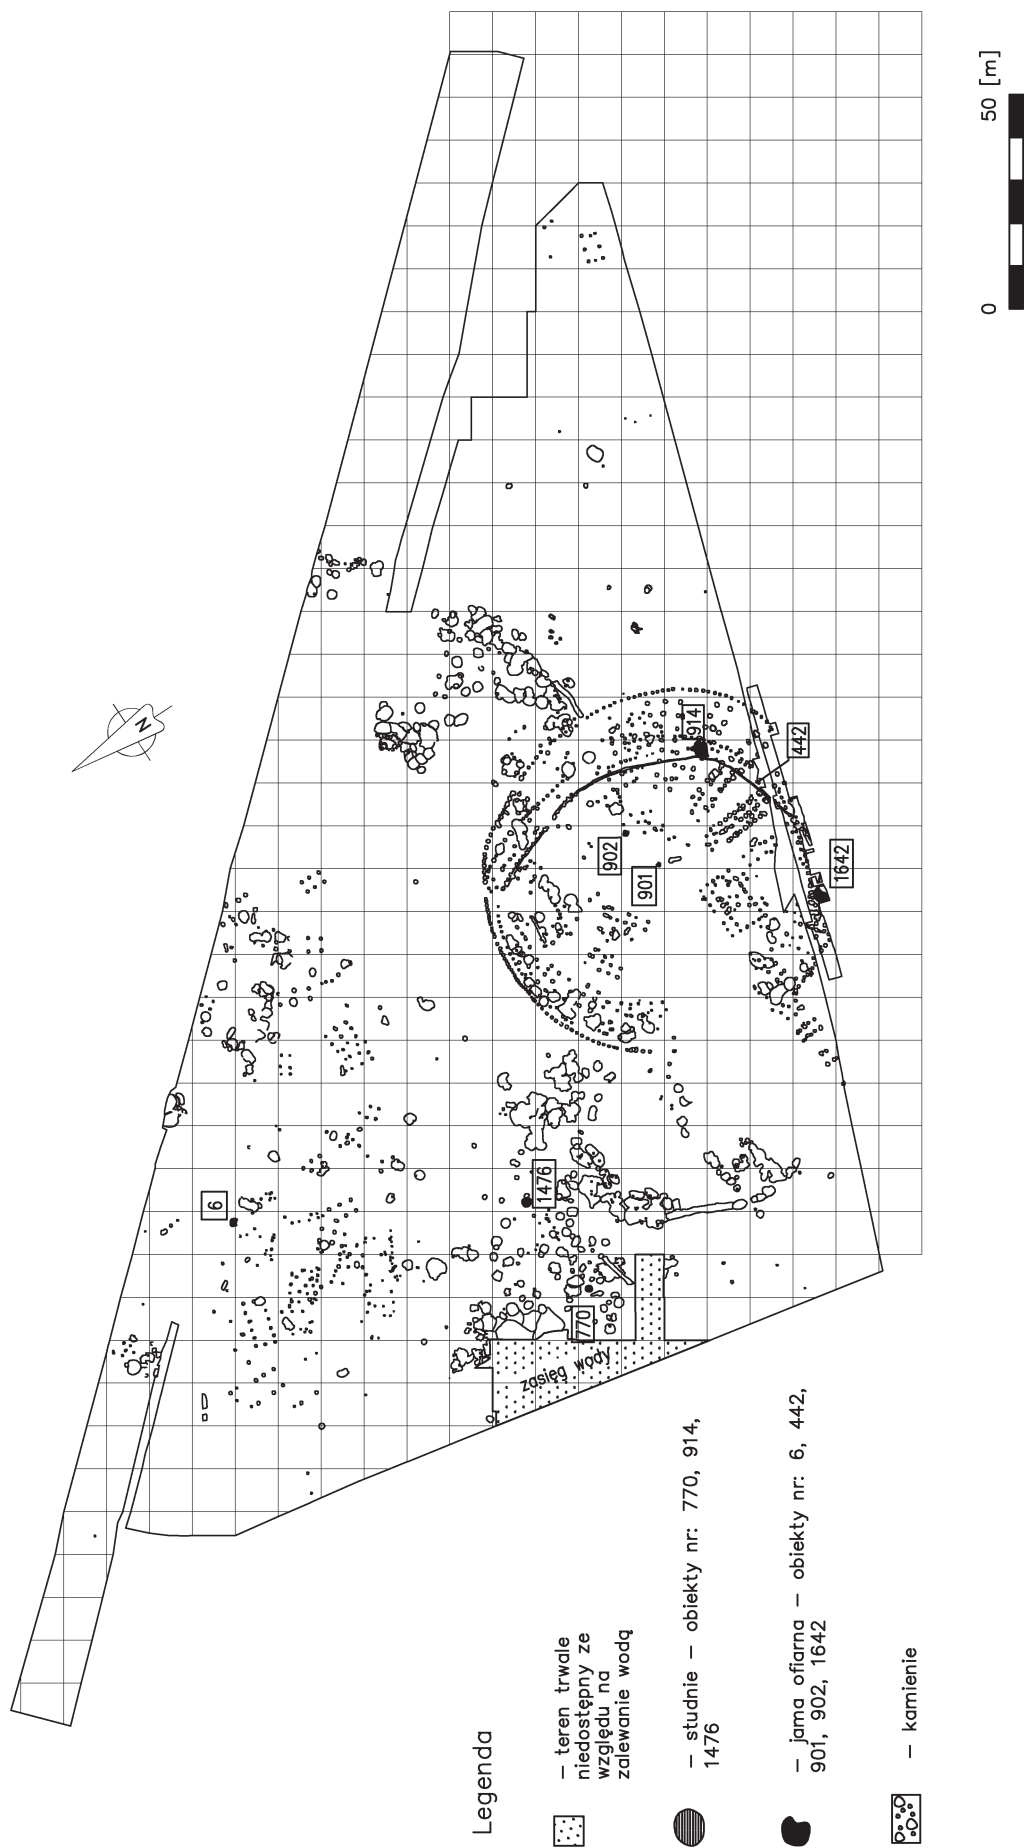 N
0
50 [m]
6
1476
770
zasięg wody
901
902
914
442
1642
Legenda
– teren trwale
niedostępny ze
względu na
zalewanie wodą
– studnie – obiekty nr: 770, 914,
1476
– jama ofiarna – obiekty nr: 6, 442,
901, 902, 1642
– kamienie